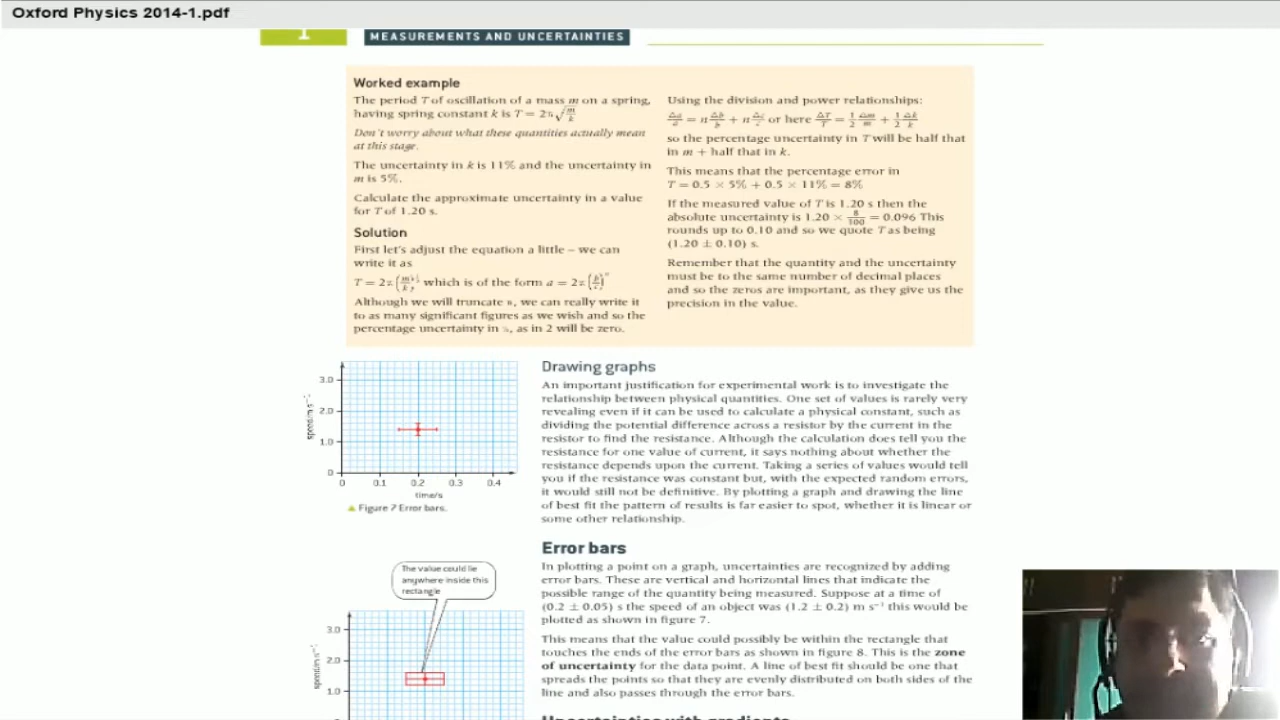 Oxford Physics 2014-1.pdf
1
MEASUREMENTS AND UNCERTAINTIES
Worked example
The period T of oscillation of a mass m on a spring,
having spring constant k is T = 2π√(m/k)
Don't worry about what these quantities actually mean
at this stage.
The uncertainty in k is 11% and the uncertainty in
m is 5%.
Calculate the approximate uncertainty in a value
for T of 1.20 s.
Solution
First let's adjust the equation a little – we can
write it as
which is of the form
Although we will truncate π, we can really write it
to as many significant figures as we wish and so the
percentage uncertainty in π, as in 2 will be zero.
Using the division and power relationships:
Δa/a = n Δb/b + n Δc/c or here ΔT/T = 1/2 Δm/m + 1/2 Δk/k
so the percentage uncertainty in T will be half that
in m + half that in k.
This means that the percentage error in
T = 0.5 × 5% + 0.5 × 11% = 8%
If the measured value of T is 1.20 s then the
absolute uncertainty is 1.20 × 8/100 = 0.096 This
rounds up to 0.10 and so we quote T as being
(1.20 ± 0.10) s.
Remember that the quantity and the uncertainty
must be to the same number of decimal places
and so the zeros are important, as they give us the
precision in the value.
speed/m s⁻¹
3.0
2.0
1.0
0
0 0.1 0.2 0.3 0.4
time/s
▲ Figure 7 Error bars.
Drawing graphs
An important justification for experimental work is to investigate the
relationship between physical quantities. One set of values is rarely very
revealing even if it can be used to calculate a physical constant, such as
dividing the potential difference across a resistor by the current in the
resistor to find the resistance. Although the calculation does tell you the
resistance for one value of current, it says nothing about whether the
resistance depends upon the current. Taking a series of values would tell
you if the resistance was constant but, with the expected random errors,
it would still not be definitive. By plotting a graph and drawing the line
of best fit the pattern of results is far easier to spot, whether it is linear or
some other relationship.
The value could lie
anywhere inside this
rectangle
speed/m s⁻¹
3.0
2.0
1.0
Error bars
In plotting a point on a graph, uncertainties are recognized by adding
error bars. These are vertical and horizontal lines that indicate the
possible range of the quantity being measured. Suppose at a time of
(0.2 ± 0.05) s the speed of an object was (1.2 ± 0.2) m s⁻¹ this would be
plotted as shown in figure 7.
This means that the value could possibly be within the rectangle that
touches the ends of the error bars as shown in figure 8. This is the zone
of uncertainty for the data point. A line of best fit should be one that
spreads the points so that they are evenly distributed on both sides of the
line and also passes through the error bars.
Uncertainties with gradients